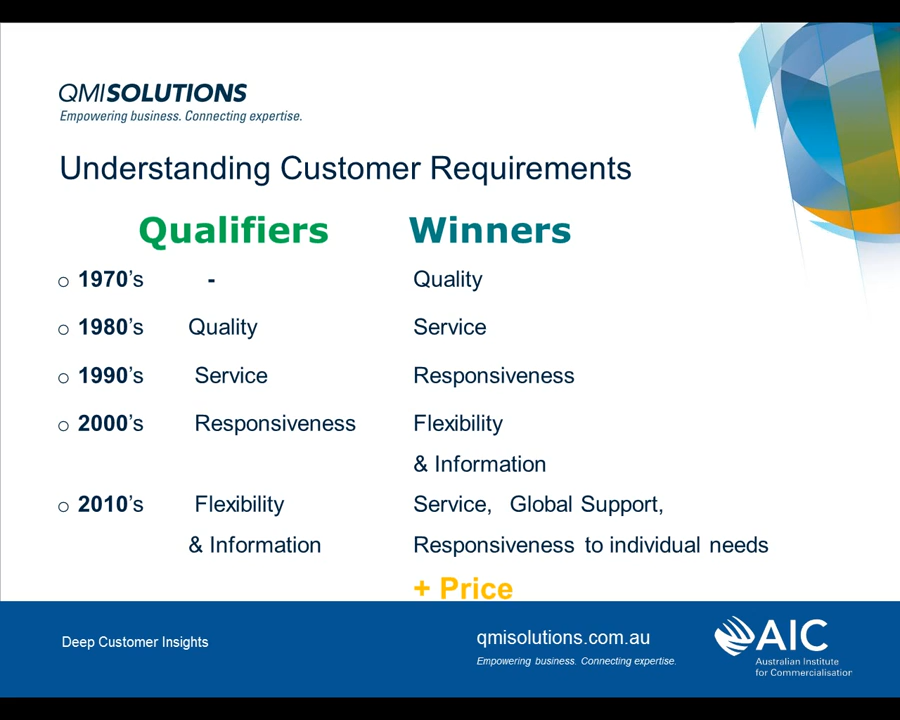 QMISOLUTIONS
Empowering business. Connecting expertise.
Understanding Customer Requirements
Qualifiers Winners
o 1970's - Quality
o 1980's Quality Service
o 1990's Service Responsiveness
o 2000's Responsiveness Flexibility
& Information
o 2010's Flexibility Service, Global Support,
& Information Responsiveness to individual needs
+ Price
Deep Customer Insights
qmisolutions.com.au
Empowering business. Connecting expertise.
AIC
Australian Institute
for Commercialisation